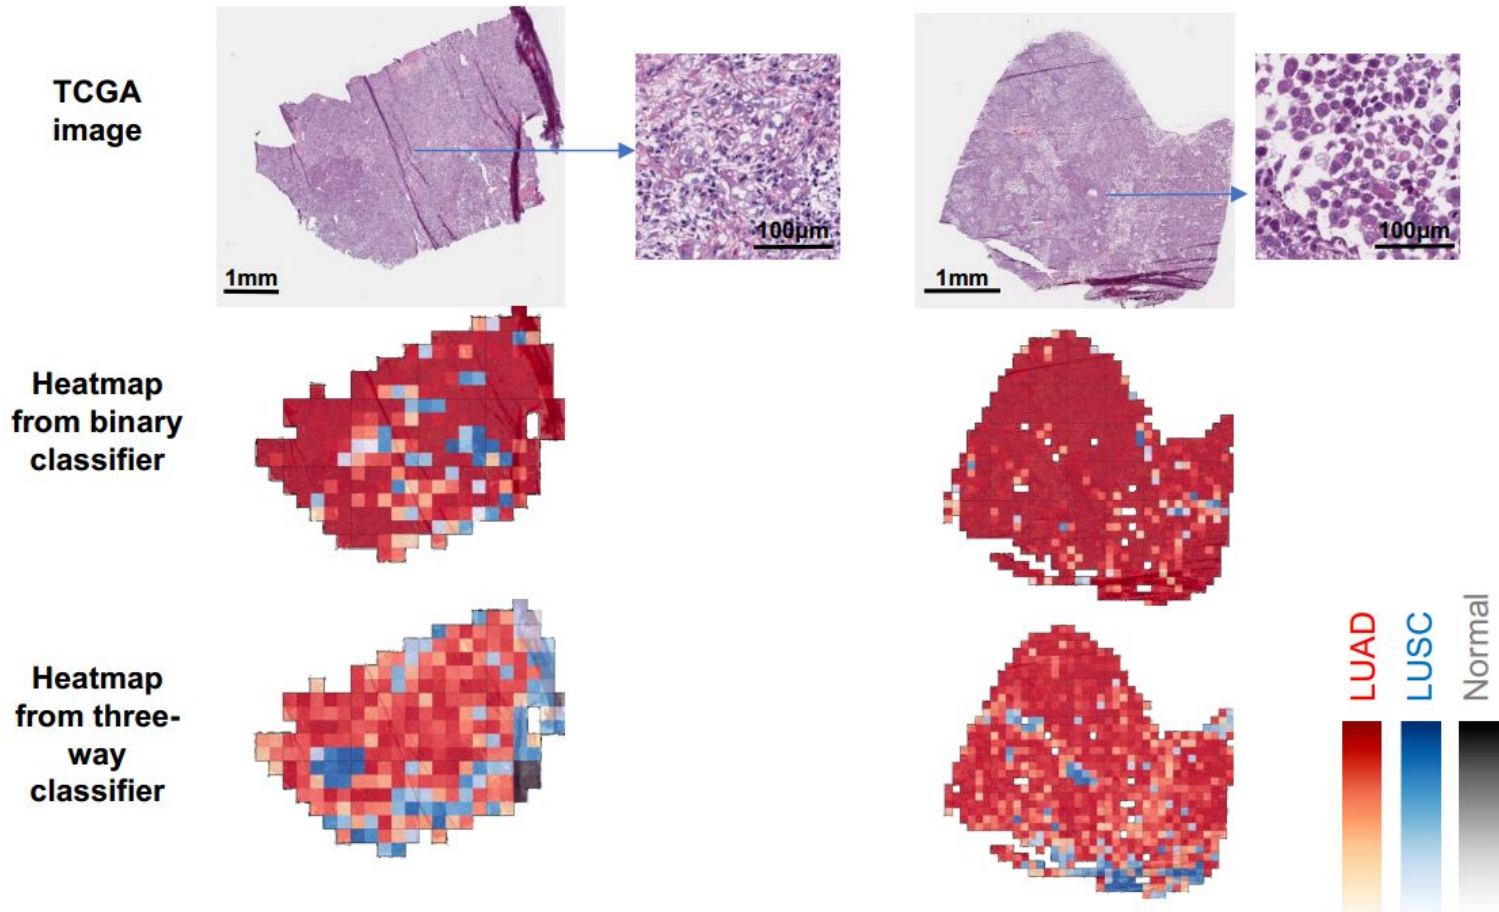 TCGA
image
1mm
100µm
1mm
100µm
Heatmap
from binary
classifier
Heatmap
from three-
way
classifier
LUAD
LUSC
Normal